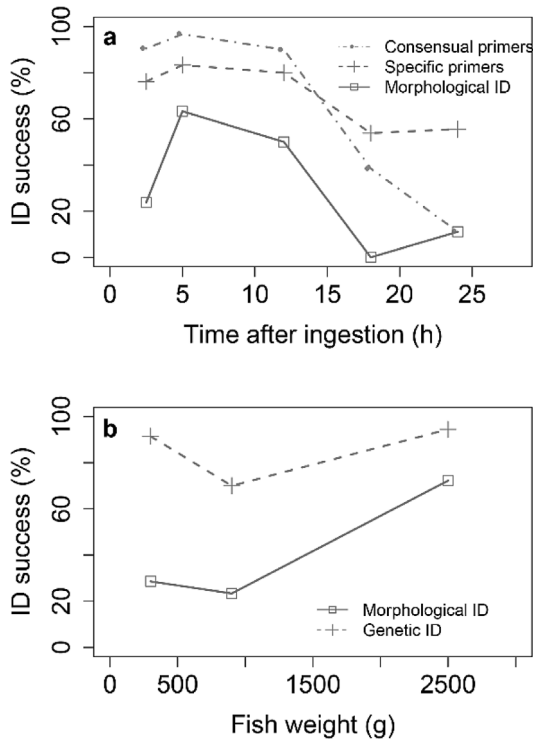 a
100
60
20
0
ID success (%)
Consensual primers
Specific primers
Morphological ID
0 5 10 15 20 25
Time after ingestion (h)
b
100
60
20
0
ID success (%)
Morphological ID
Genetic ID
0 500 1500 2500
Fish weight (g)